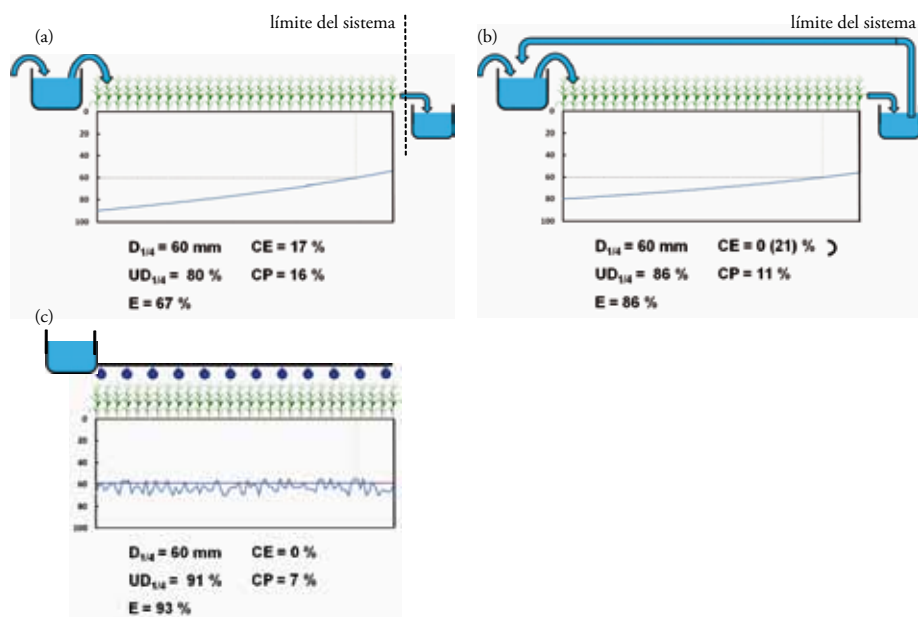 (a)
límite del sistema
0
20
40
60
80
100
D1/4 = 60 mm CE = 17 %
UD1/4 = 80 % CP = 16 %
E = 67 %
(b)
límite del sistema
0
20
40
60
80
100
D1/4 = 60 mm CE = 0 (21) %
UD1/4 = 86 % CP = 11 %
E = 86 %
(c)
0
20
40
60
80
100
D1/4 = 60 mm CE = 0 %
UD1/4 = 91 % CP = 7 %
E = 93 %